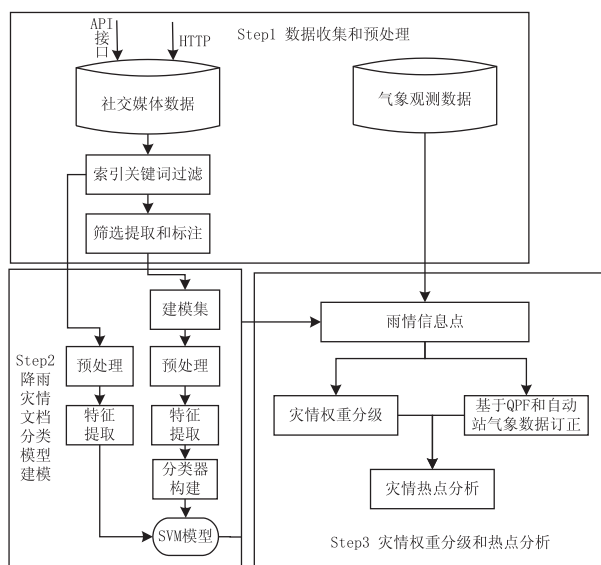 API
接
口
HTTP
Step1 数据收集和预处理
社交媒体数据
气象观测数据
索引关键词过滤
筛选提取和标注
Step2
降雨
灾情
文档
分类
模型
建模
预处理
特征
提取
建模集
预处理
特征
提取
分类器
构建
SVM模型
雨情信息点
灾情权重分级
基于QPF和自动
站气象数据订正
灾情热点分析
Step3 灾情权重分级和热点分析